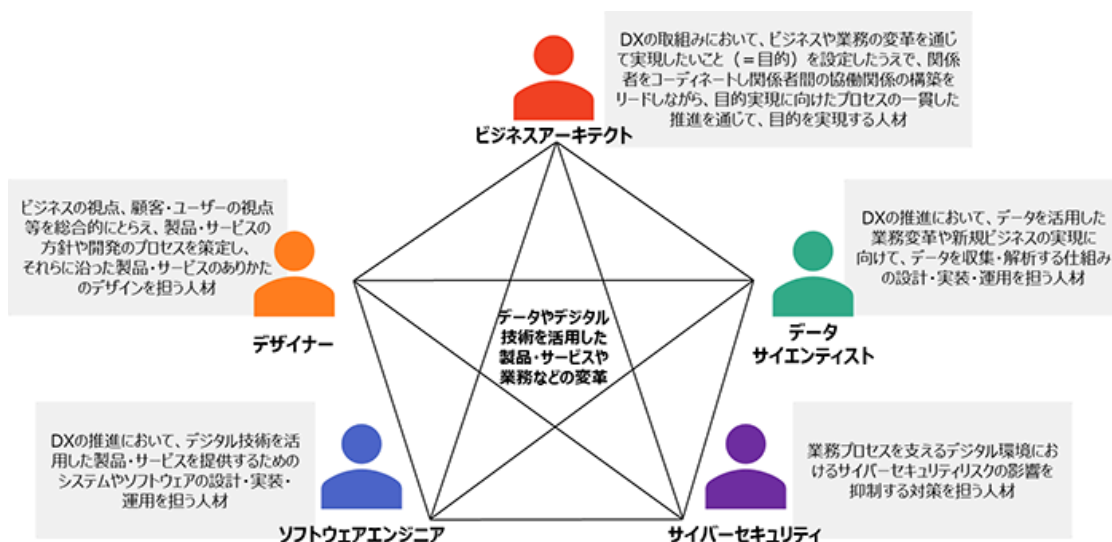 DXの取組みにおいて、ビジネスや業務の変革を通じ
て実現したいこと(=目的)を設定したうえで、関係
者をコーディネートし関係者間の協働関係の構築を
リードしながら、目的実現に向けたプロセスの一貫した
推進を通じて、目的を実現する人材
ビジネスアーキテクト
ビジネスの視点、顧客・ユーザーの視点
等を総合的にとらえ、製品・サービスの
方針や開発のプロセスを策定し、
それらに沿った製品・サービスのありかた
のデザインを担う人材
デザイナー
DXの推進において、データを活用した
業務変革や新規ビジネスの実現に
向けて、データを収集・解析する仕組み
の設計・実装・運用を担う人材
データ
サイエンティスト
データやデジタル
技術を活用した
製品・サービスや
業務などの変革
DXの推進において、デジタル技術を活
用した製品・サービスを提供するための
システムやソフトウェアの設計・実装・
運用を担う人材
ソフトウェアエンジニア
業務プロセスを支えるデジタル環境にお
けるサイバーセキュリティリスクの影響を
抑制する対策を担う人材
サイバーセキュリティ